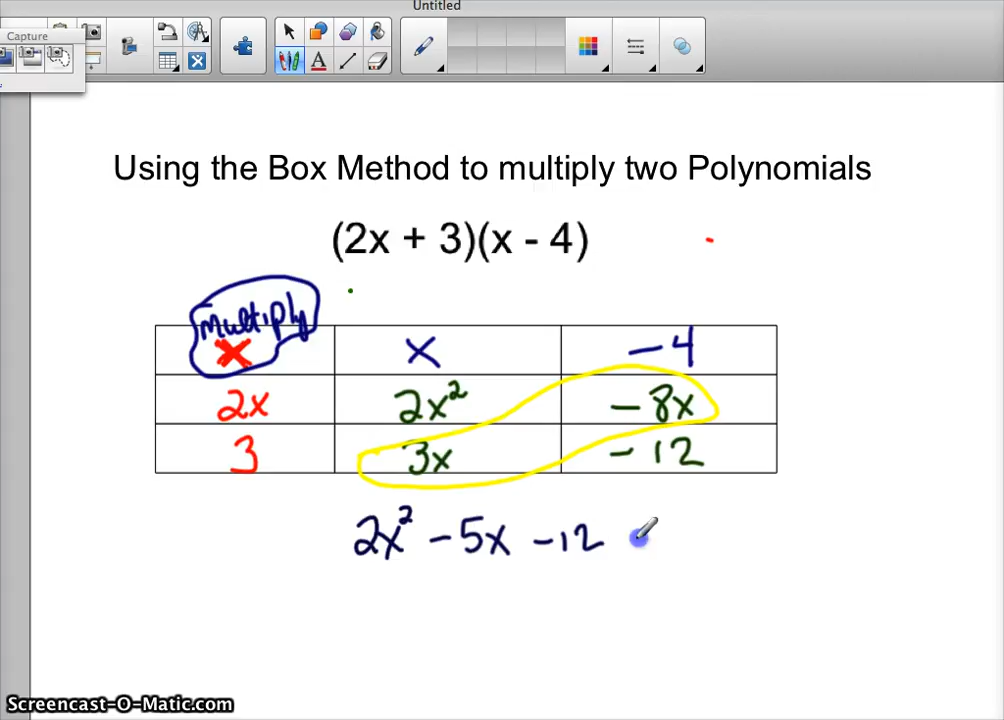 Untitled
Capture
Using the Box Method to multiply two Polynomials
(2x + 3)(x - 4)
multiply
x x -4
2x 2x² -8x
3 3x -12
2x² -5x -12
Screencast-O-Matic.com